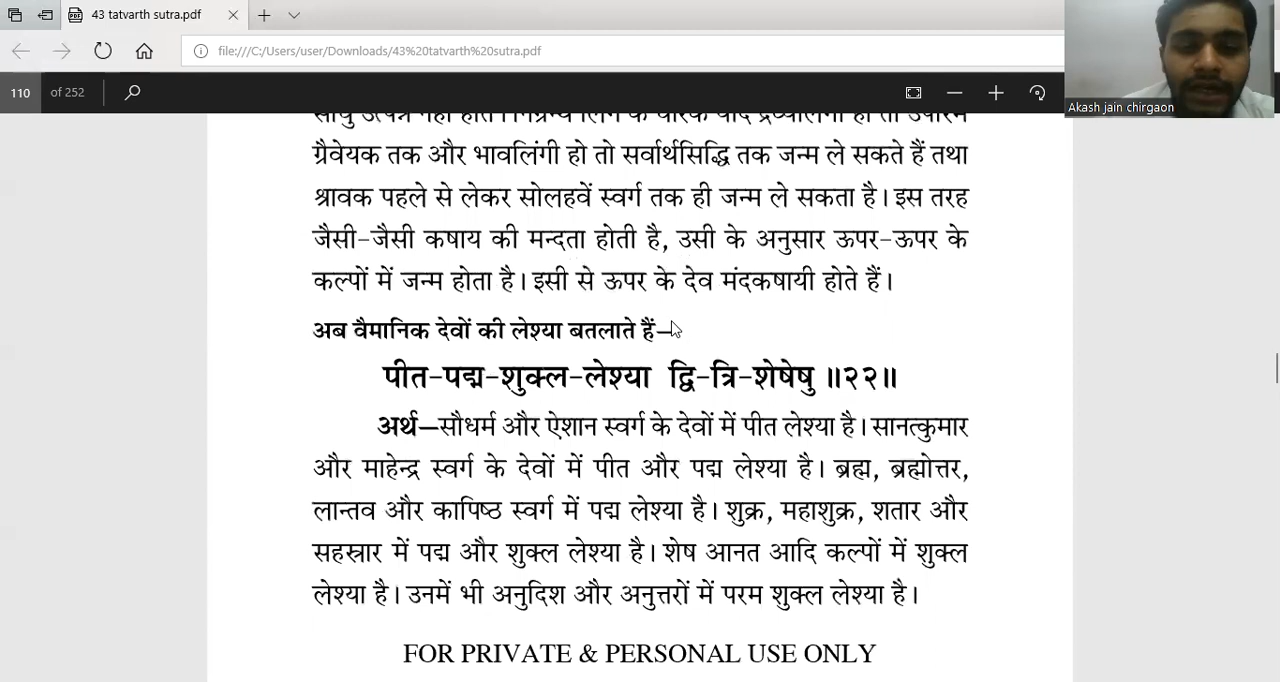 43 tatvarth sutra.pdf
file:///C:/Users/user/Downloads/43%20tatvarth%20sutra.pdf
110 of 252
Akash jain chirgaon
ग्रैवेयक तक और भावलिंगी हो तो सर्वार्थसिद्धि तक जन्म ले सकते हैं तथा
श्रावक पहले से लेकर सोलहवें स्वर्ग तक ही जन्म ले सकता है। इस तरह
जैसी-जैसी कषाय की मन्दता होती है, उसी के अनुसार ऊपर-ऊपर के
कल्पों में जन्म होता है। इसी से ऊपर के देव मंदकषायी होते हैं।
अब वैमानिक देवों की लेश्या बतलाते हैं—
पीत-पद्म-शुक्ल-लेश्या द्वि-त्रि-शेषेषु ॥२२॥
अर्थ—सौधर्म और ऐशान स्वर्ग के देवों में पीत लेश्या है। सानत्कुमार
और माहेन्द्र स्वर्ग के देवों में पीत और पद्म लेश्या है। ब्रह्म, ब्रह्मोत्तर,
लान्तव और कापिष्ठ स्वर्ग में पद्म लेश्या है। शुक्र, महाशुक्र, शतार और
सहस्रार में पद्म और शुक्ल लेश्या है। शेष आनत आदि कल्पों में शुक्ल
लेश्या है। उनमें भी अनुदिश और अनुत्तरों में परम शुक्ल लेश्या है।
FOR PRIVATE & PERSONAL USE ONLY